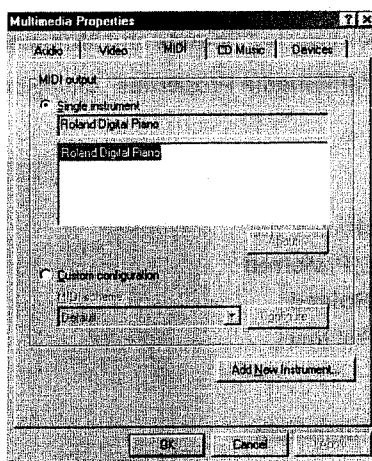 Multimedia Properties
Audio Video MIDI CD Music Devices
MIDI output
Single instrument
Roland Digital Piano
Roland Digital Piano
Custom configuration
MIDI scheme
Default
Configure
Add New Instrument...
OK Cancel